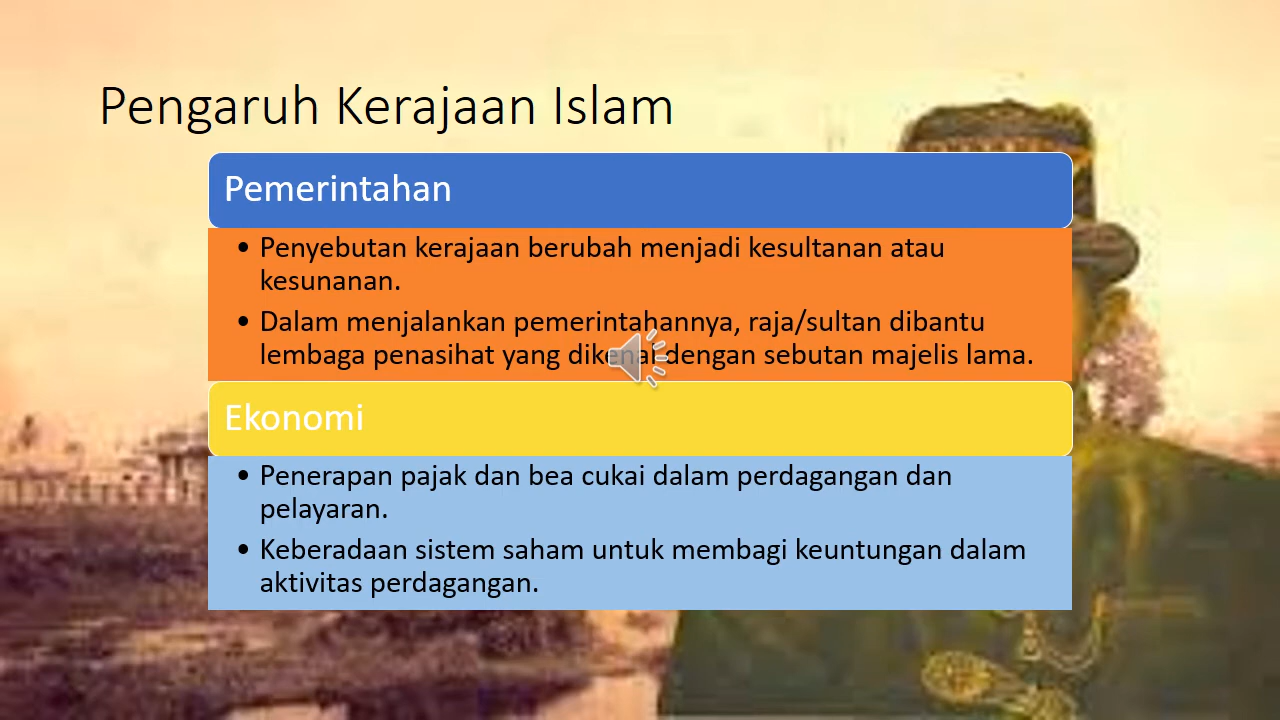 Pengaruh Kerajaan Islam
Pemerintahan
• Penyebutan kerajaan berubah menjadi kesultanan atau
kesunanan.
• Dalam menjalankan pemerintahannya, raja/sultan dibantu
lembaga penasihat yang dikenal dengan sebutan majelis lama.
Ekonomi
• Penerapan pajak dan bea cukai dalam perdagangan dan
pelayaran.
• Keberadaan sistem saham untuk membagi keuntungan dalam
aktivitas perdagangan.